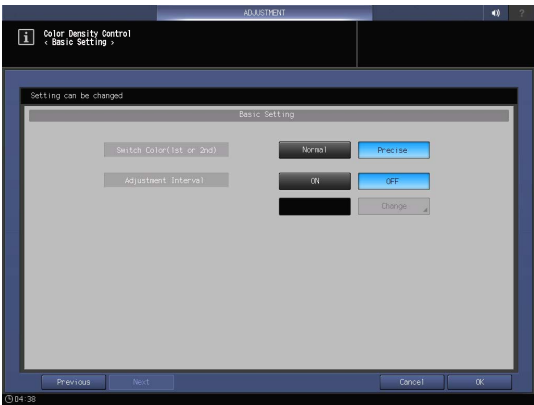 ADJUSTMENT
?
i
Color Density Control
< Basic Setting >
Setting can be changed
Basic Setting
Switch Color(1st or 2nd)
Normal
Precise
Adjustment Interval
ON
OFF
Change
Previous
Next
Cancel
OK
04:38